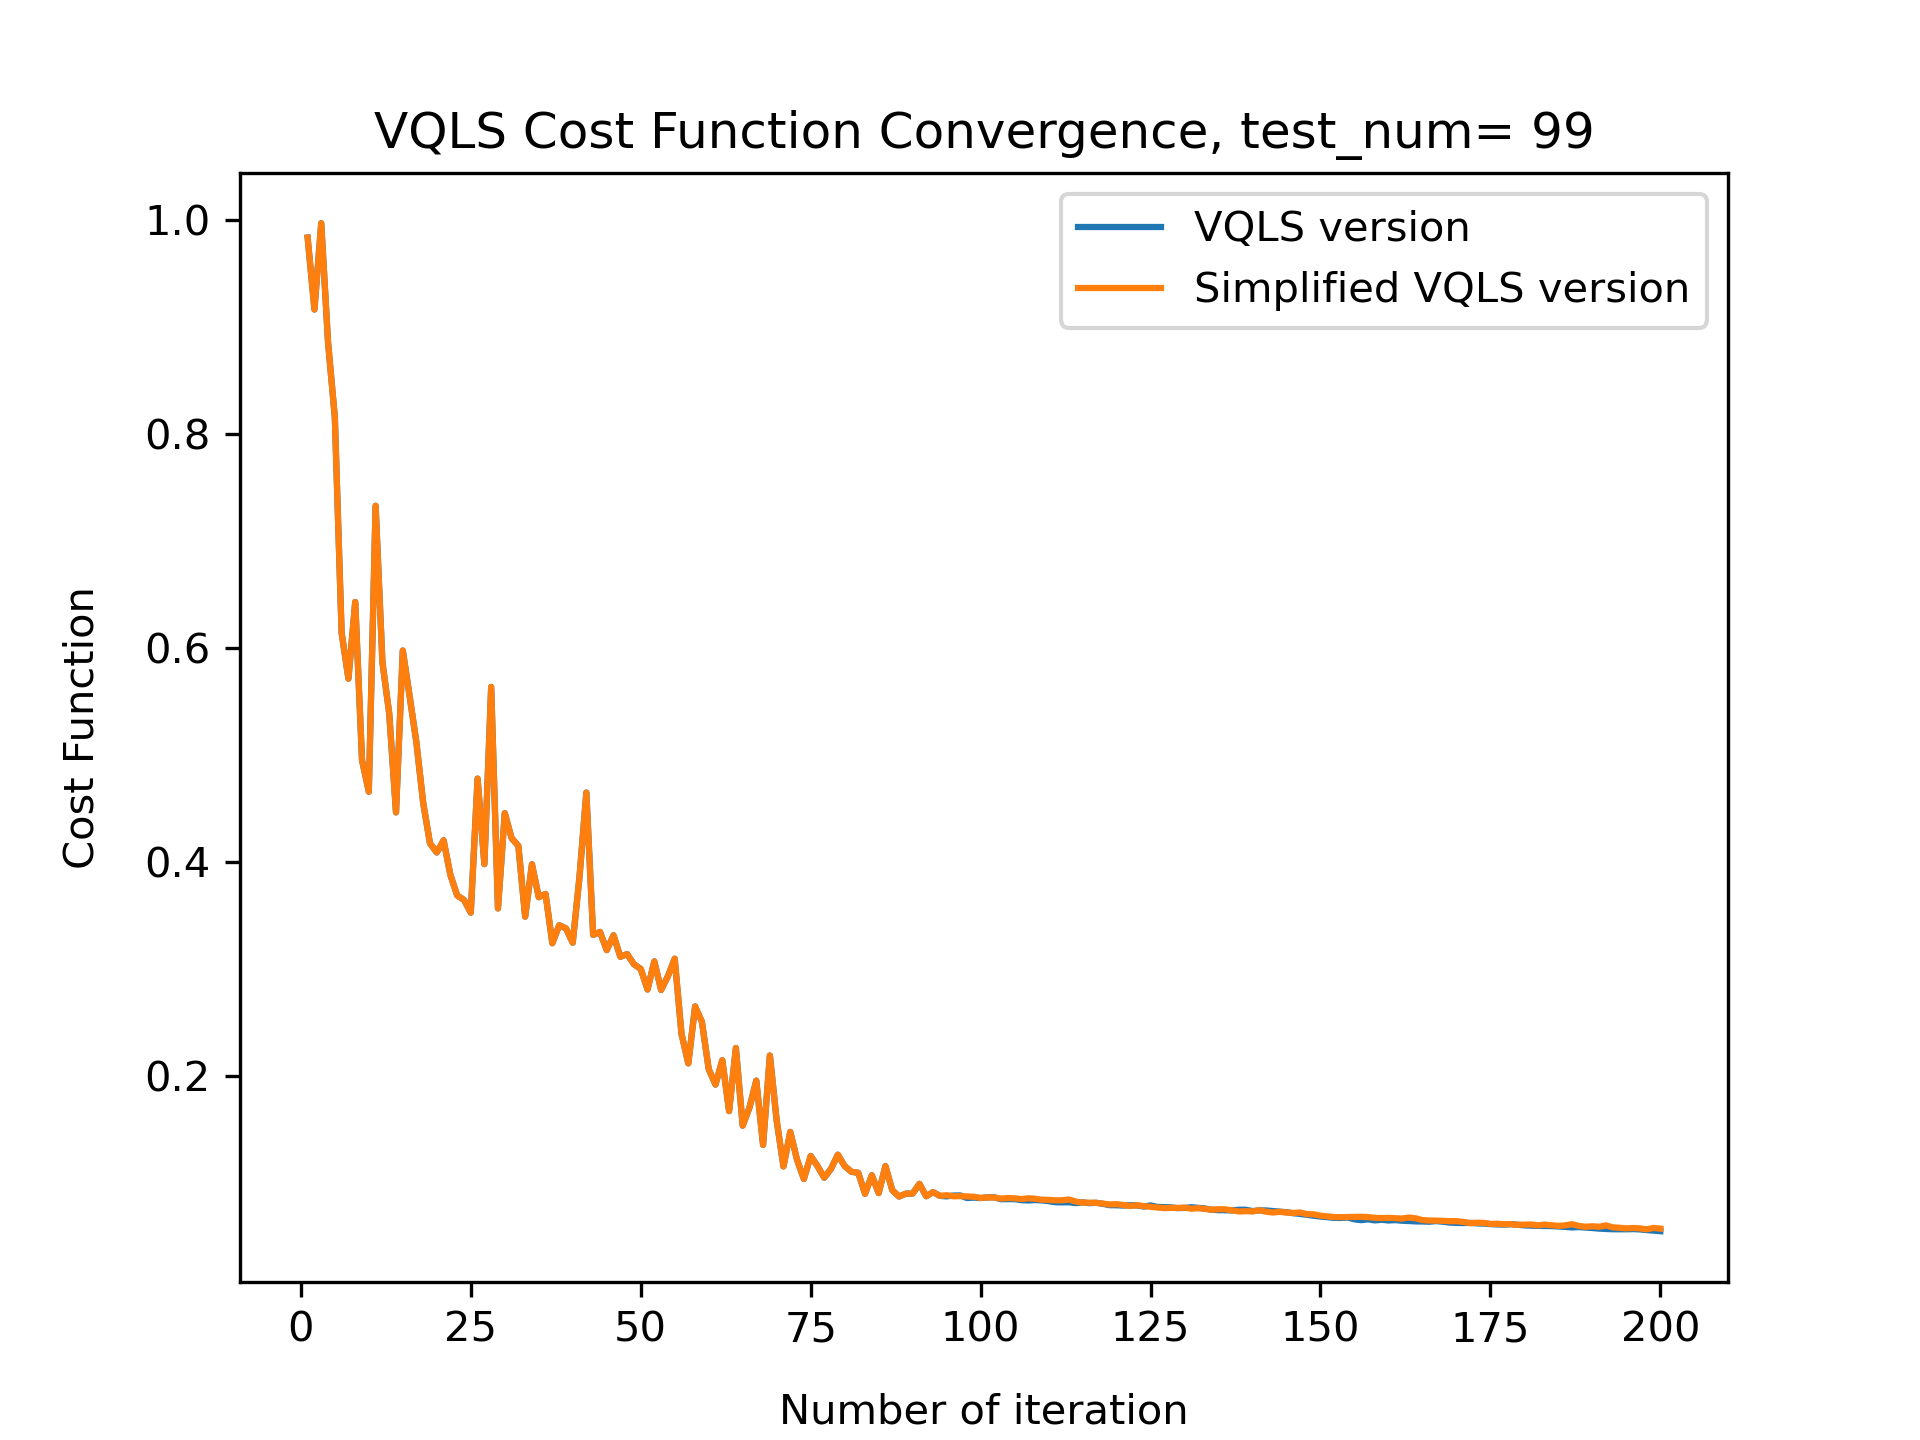 VQLS Cost Function Convergence, test_num= 99
VQLS version
Simplified VQLS version
1.0
0.8
0.6
0.4
0.2
Cost Function
0 25 50 75 100 125 150 175 200
Number of iteration